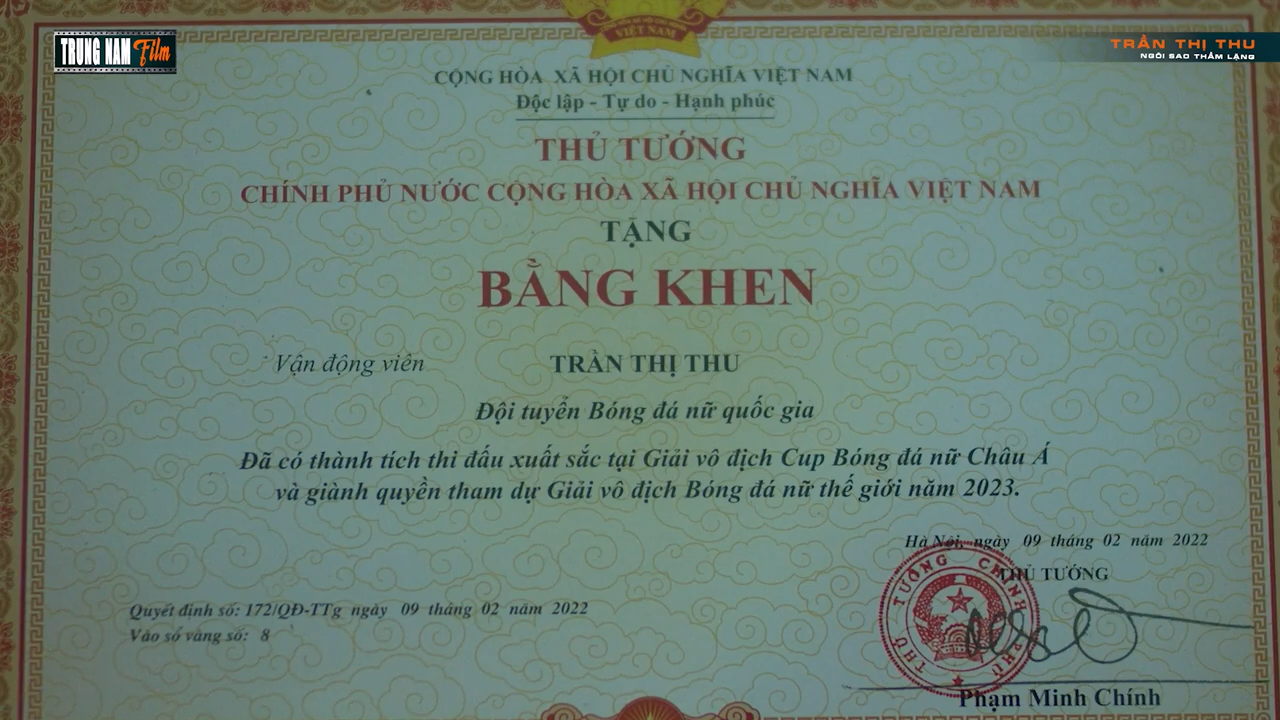 TRUNG NAM Film
TRẦN THỊ THU
NGÔI SAO THẦM LẶNG
VIỆT NAM
CỘNG HÒA XÃ HỘI CHỦ NGHĨA VIỆT NAM
Độc lập - Tự do - Hạnh phúc
THỦ TƯỚNG
CHÍNH PHỦ NƯỚC CỘNG HÒA XÃ HỘI CHỦ NGHĨA VIỆT NAM
TẶNG
BẰNG KHEN
Vận động viên TRẦN THỊ THU
Đội tuyển Bóng đá nữ quốc gia
Đã có thành tích thi đấu xuất sắc tại Giải vô địch Cup Bóng đá nữ Châu Á
và giành quyền tham dự Giải vô địch Bóng đá nữ thế giới năm 2023.
Hà Nội, ngày 09 tháng 02 năm 2022
THỦ TƯỚNG
THỦ TƯỚNG CHÍNH PHỦ
Quyết định số: 172/QĐ-TTg ngày 09 tháng 02 năm 2022
Vào sổ vàng số: 8
Phạm Minh Chính